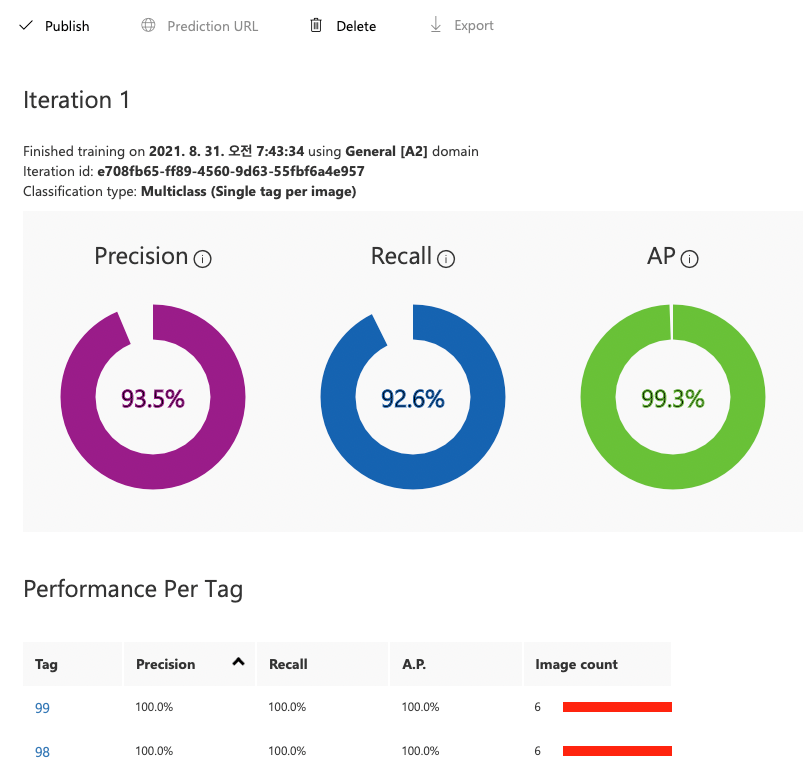 Publish Prediction URL Delete Export
Iteration 1
Finished training on 2021. 8. 31. 오전 7:43:34 using General [A2] domain
Iteration id: e708fb65-ff89-4560-9d63-55fbf6a4e957
Classification type: Multiclass (Single tag per image)
Precision Recall AP
93.5% 92.6% 99.3%
Performance Per Tag
Tag Precision Recall A.P. Image count
99 100.0% 100.0% 100.0% 6
98 100.0% 100.0% 100.0% 6